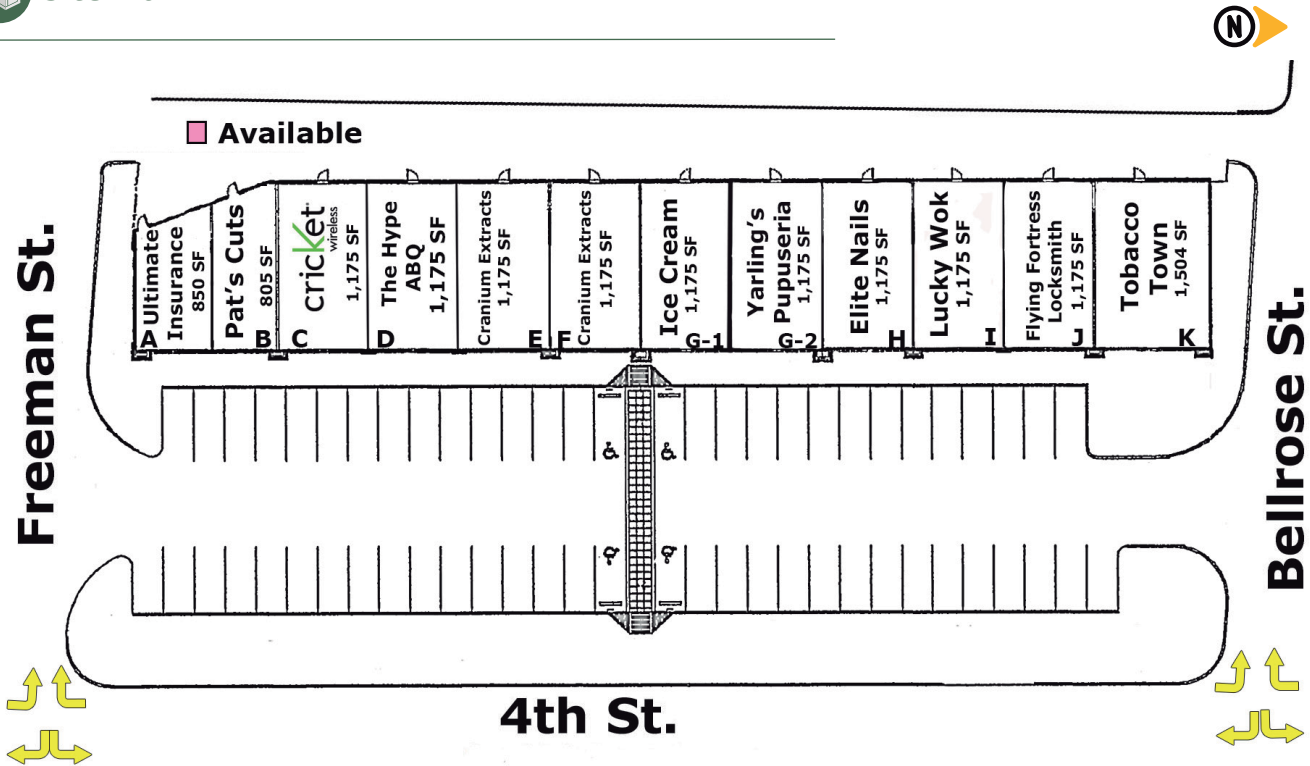 N
Available
Freeman St.
Ultimate
Insurance
850 SF
A
Pat's Cuts
805 SF
B
cricket
wireless
1,175 SF
C
The Hype
ABQ
1,175 SF
D
Cranium Extracts
1,175 SF
E
Cranium Extracts
1,175 SF
F
Ice Cream
1,175 SF
G-1
Yarling's
Pupuseria
1,175 SF
G-2
Elite Nails
1,175 SF
H
Lucky Wok
1,175 SF
I
Flying Fortress
Locksmith
1,175 SF
J
Tobacco
Town
1,504 SF
K
Bellrose St.
4th St.